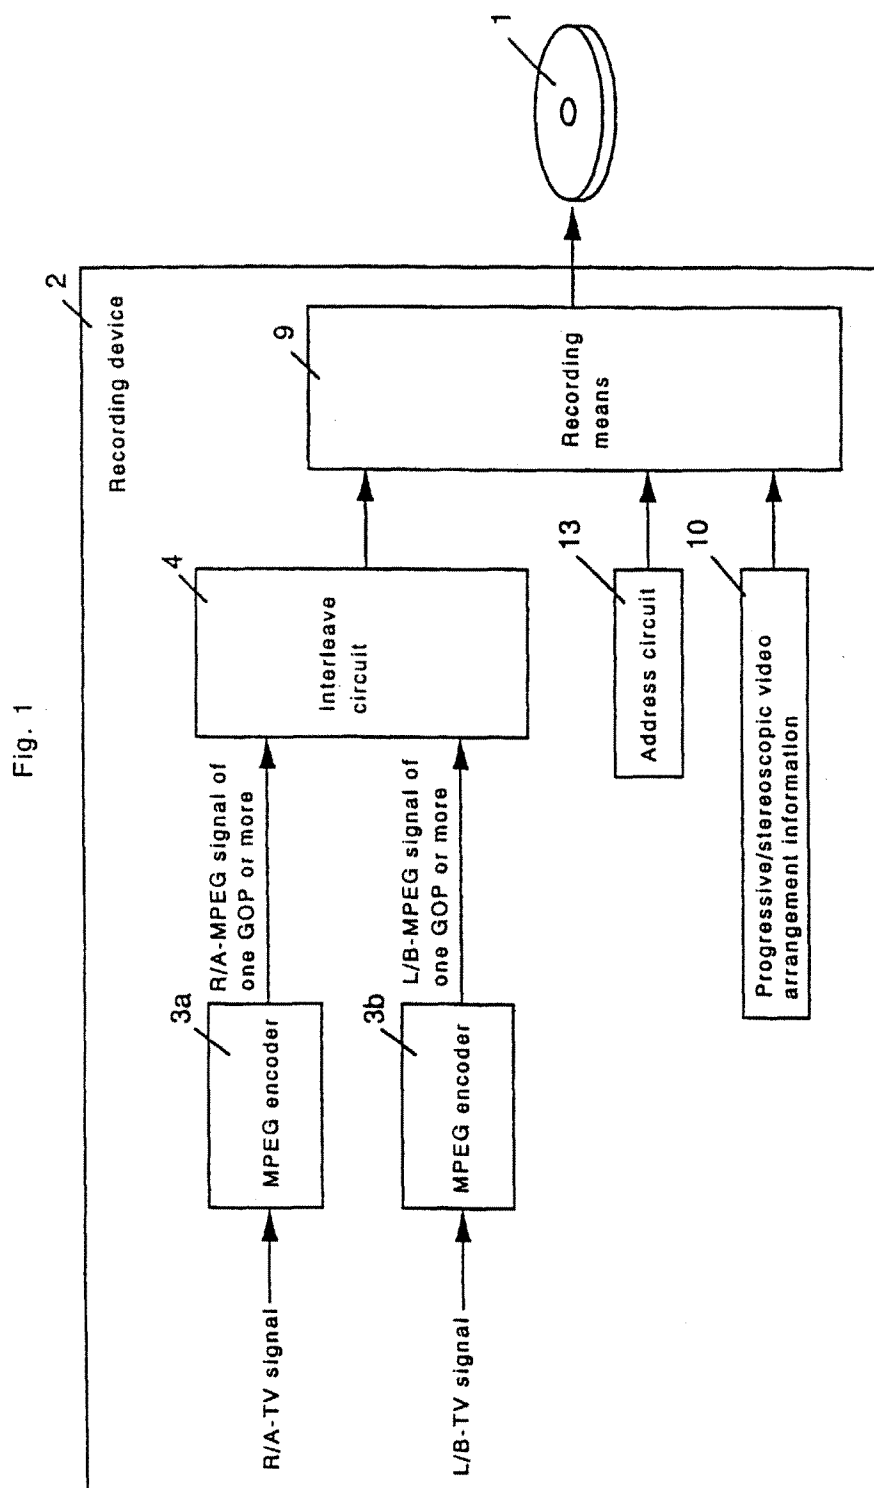 Fig. 1
2
Recording device
R/A-TV signal
3a
MPEG encoder
R/A-MPEG signal of
one GOP or more
4
Interleave
circuit
9
Recording
means
1
L/B-TV signal
3b
MPEG encoder
L/B-MPEG signal of
one GOP or more
13
Address circuit
10
Progressive/stereoscopic video
arrangement information